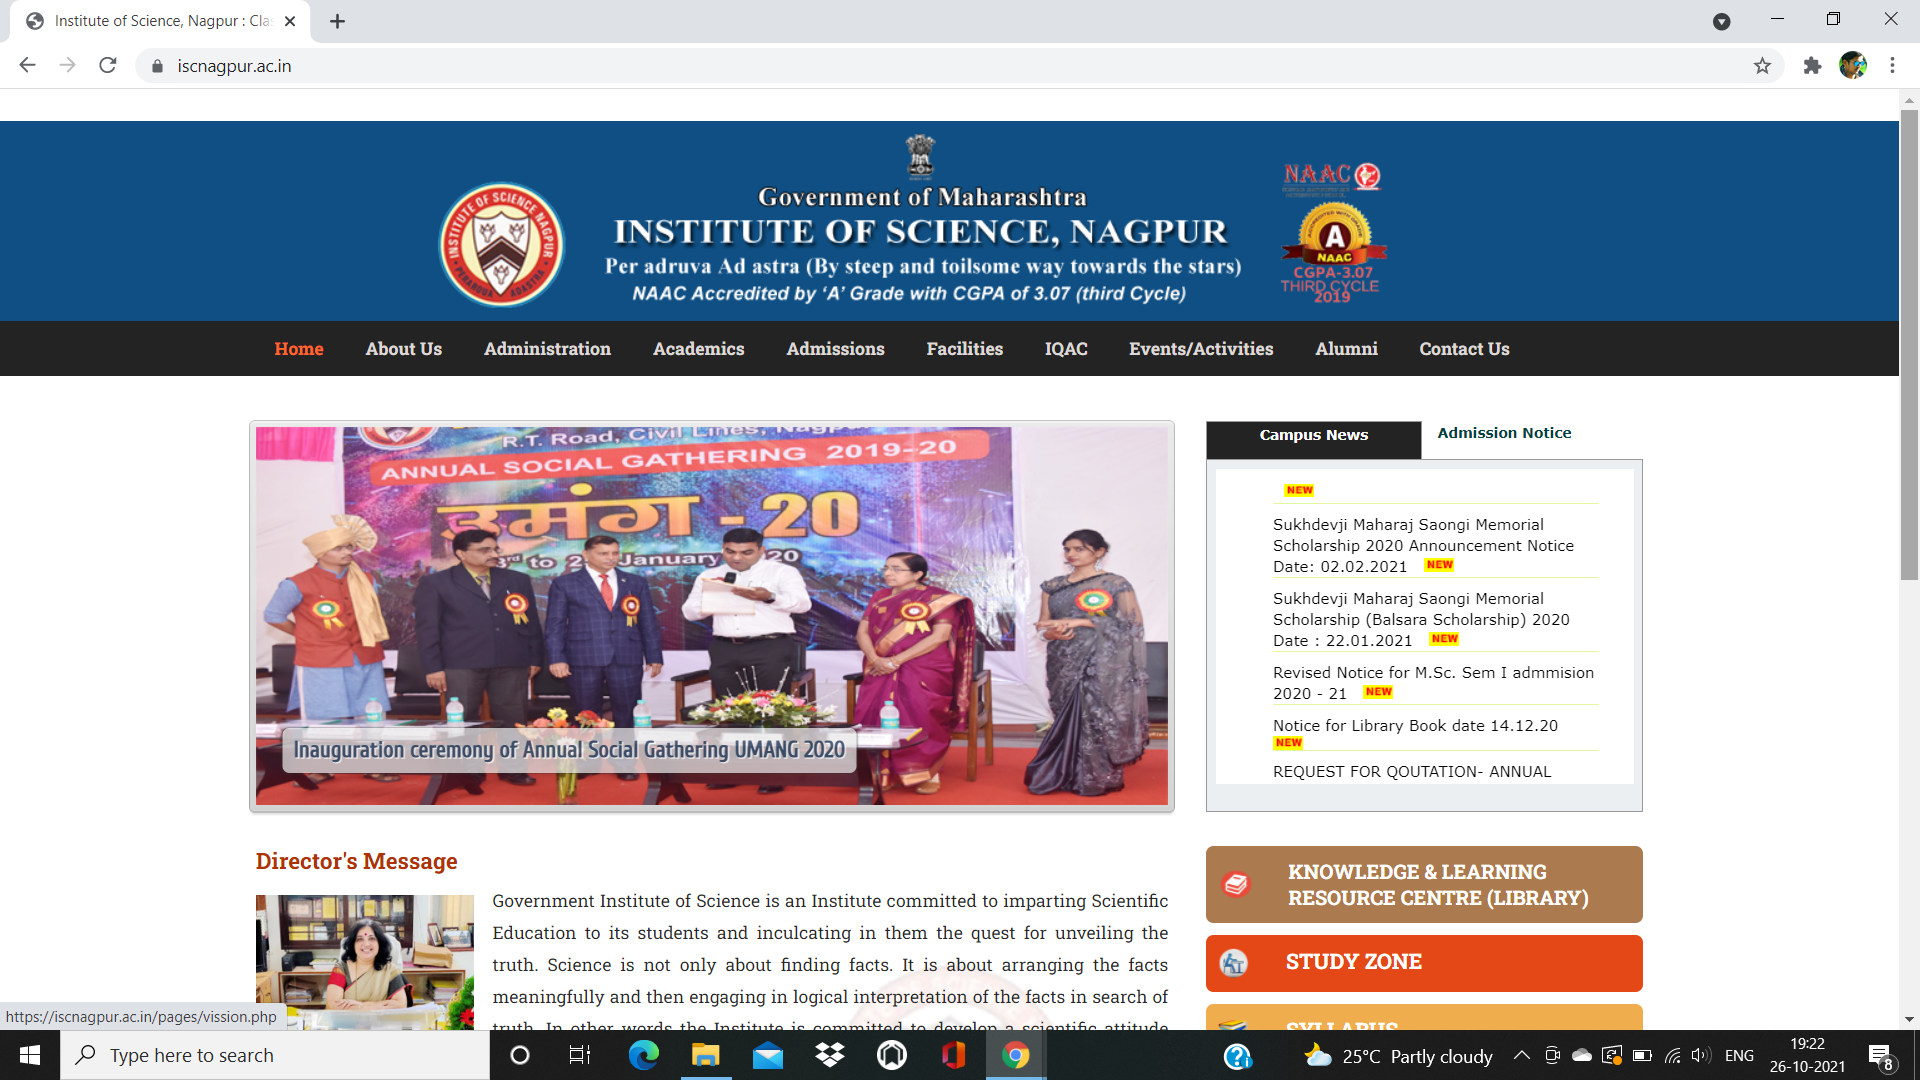 Institute of Science, Nagpur : Cla
iscnagpur.ac.in
Government of Maharashtra
INSTITUTE OF SCIENCE, NAGPUR
Per adruva Ad astra (By steep and toilsome way towards the stars)
NAAC Accredited by 'A' Grade with CGPA of 3.07 (third Cycle)
INSTITUTE OF SCIENCE NAGPUR
NAAC
A
NAAC
CGPA-3.07
THIRD CYCLE
2019
Home About Us Administration Academics Admissions Facilities IQAC Events/Activities Alumni Contact Us
R.T. Road, Civil Lines, Nagp
ANNUAL SOCIAL GATHERING 2019-20
उमंग - 20
Inauguration ceremony of Annual Social Gathering UMANG 2020
Campus News Admission Notice
NEW
Sukhdevji Maharaj Saongi Memorial
Scholarship 2020 Announcement Notice
Date: 02.02.2021 NEW
Sukhdevji Maharaj Saongi Memorial
Scholarship (Balsara Scholarship) 2020
Date : 22.01.2021 NEW
Revised Notice for M.Sc. Sem I admmision
2020 - 21 NEW
Notice for Library Book date 14.12.20
NEW
REQUEST FOR QOUTATION- ANNUAL
Director's Message
Government Institute of Science is an Institute committed to imparting Scientific
Education to its students and inculcating in them the quest for unveiling the
truth. Science is not only about finding facts. It is about arranging the facts
meaningfully and then engaging in logical interpretation of the facts in search of
truth. In other words the Institute is committed to develop a scientific attitude
KNOWLEDGE & LEARNING
RESOURCE CENTRE (LIBRARY)
STUDY ZONE
SYLLABUS
https://iscnagpur.ac.in/pages/vission.php
Type here to search
25°C Partly cloudy
ENG
19:22
26-10-2021
8